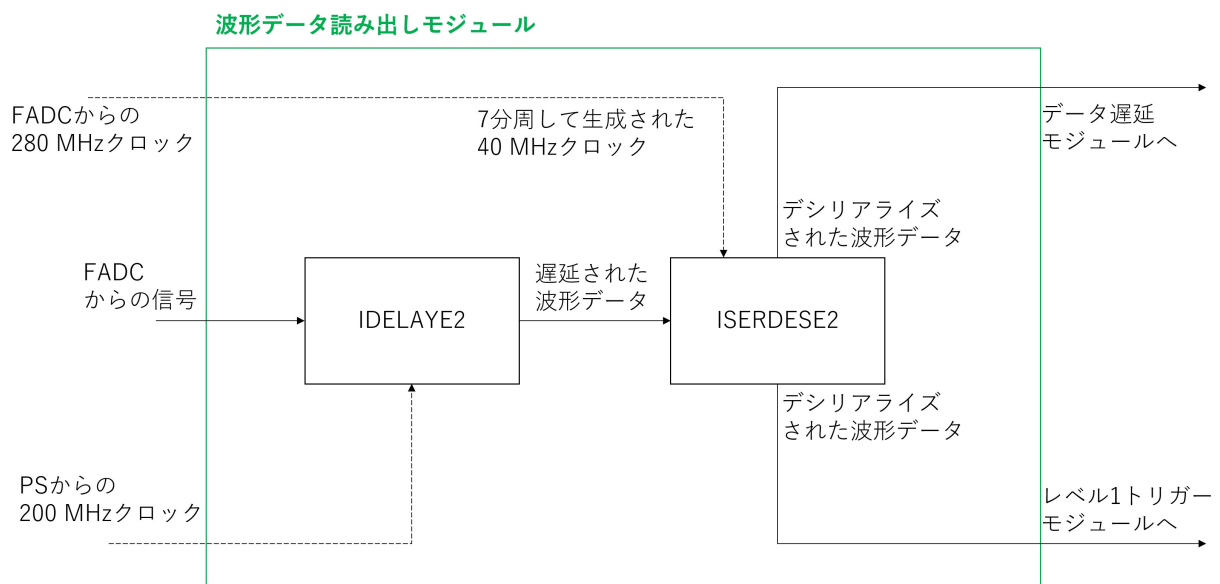 波形データ読み出しモジュール
FADCからの
280 MHzクロック
7分周して生成された
40 MHzクロック
データ遅延
モジュールへ
デシリアライズ
された波形データ
FADC
からの信号
IDELAYE2
遅延された
波形データ
ISERDESE2
デシリアライズ
された波形データ
PSからの
200 MHzクロック
レベル1トリガー
モジュールへ